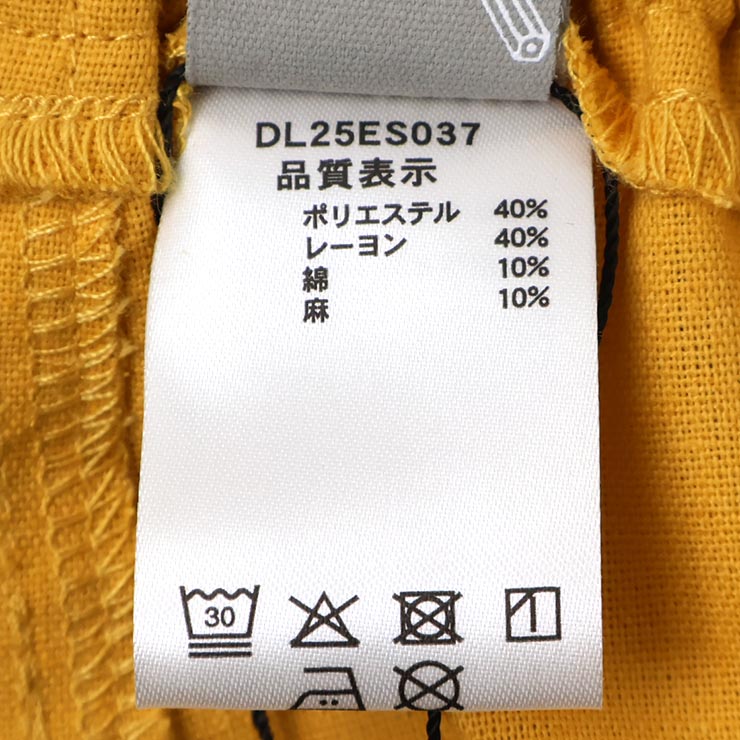 DL25ES037
品質表示
ポリエステル 40%
レーヨン 40%
綿 10%
麻 10%
30